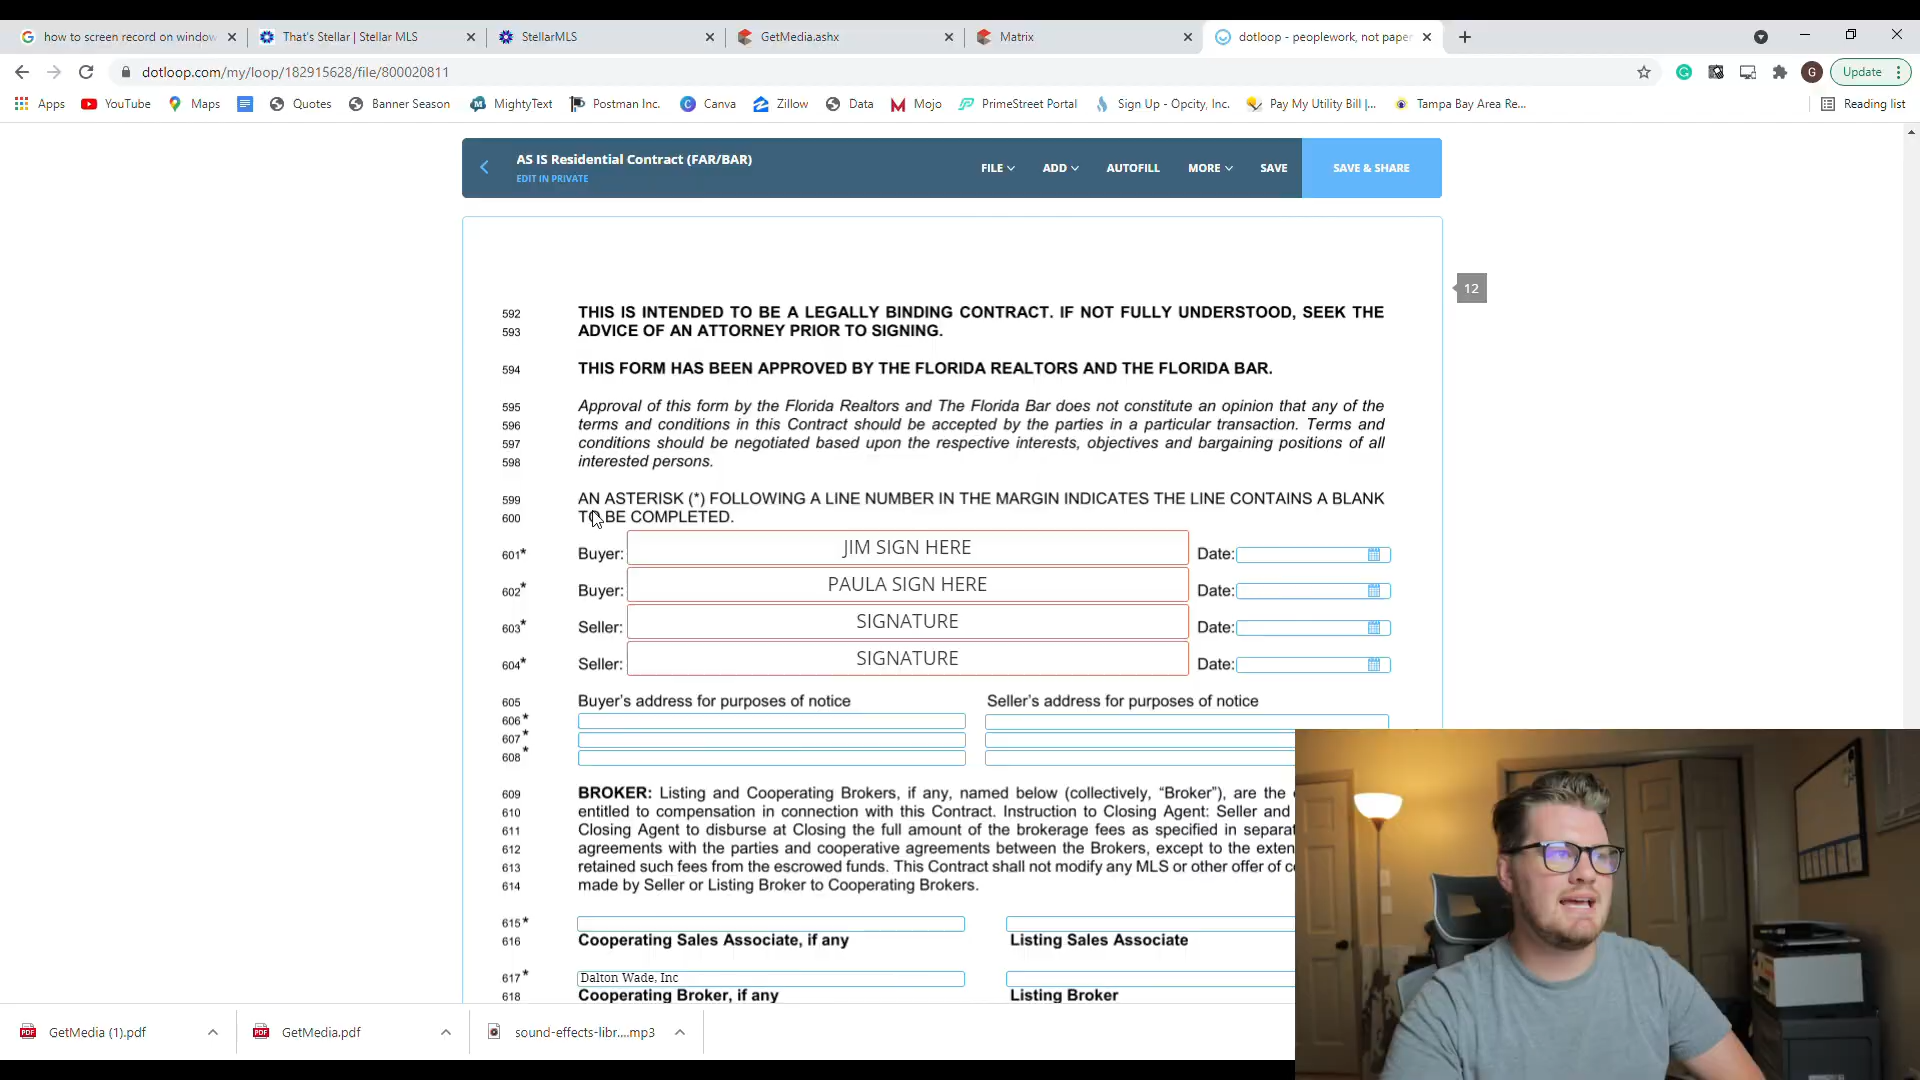 how to screen record on window
That's Stellar | Stellar MLS
StellarMLS
GetMedia.ashx
Matrix
dotloop - peoplework, not paper
dotloop.com/my/loop/182915628/file/800020811
G
Update
Apps
YouTube
Maps
Quotes
Banner Season
MightyText
Postman Inc.
Canva
Zillow
Data
Mojo
PrimeStreet Portal
Sign Up - Opcity, Inc.
Pay My Utility Bill |...
Tampa Bay Area Re...
Reading list
AS IS Residential Contract (FAR/BAR)
EDIT IN PRIVATE
FILE
ADD
AUTOFILL
MORE
SAVE
SAVE & SHARE
12
592 THIS IS INTENDED TO BE A LEGALLY BINDING CONTRACT. IF NOT FULLY UNDERSTOOD, SEEK THE
593 ADVICE OF AN ATTORNEY PRIOR TO SIGNING.
594 THIS FORM HAS BEEN APPROVED BY THE FLORIDA REALTORS AND THE FLORIDA BAR.
595 Approval of this form by the Florida Realtors and The Florida Bar does not constitute an opinion that any of the
596 terms and conditions in this Contract should be accepted by the parties in a particular transaction. Terms and
597 conditions should be negotiated based upon the respective interests, objectives and bargaining positions of all
598 interested persons.
599 AN ASTERISK (*) FOLLOWING A LINE NUMBER IN THE MARGIN INDICATES THE LINE CONTAINS A BLANK
600 TO BE COMPLETED.
601* Buyer: JIM SIGN HERE Date:
602* Buyer: PAULA SIGN HERE Date:
603* Seller: SIGNATURE Date:
604* Seller: SIGNATURE Date:
605 Buyer's address for purposes of notice Seller's address for purposes of notice
606*
607*
608*
609 BROKER: Listing and Cooperating Brokers, if any, named below (collectively, "Broker"), are the
610 entitled to compensation in connection with this Contract. Instruction to Closing Agent: Seller and
611 Closing Agent to disburse at Closing the full amount of the brokerage fees as specified in separat
612 agreements with the parties and cooperative agreements between the Brokers, except to the exten
613 retained such fees from the escrowed funds. This Contract shall not modify any MLS or other offer of c
614 made by Seller or Listing Broker to Cooperating Brokers.
615*
616 Cooperating Sales Associate, if any Listing Sales Associate
617* Dalton Wade, Inc
618 Cooperating Broker, if any Listing Broker
GetMedia (1).pdf
GetMedia.pdf
sound-effects-libr....mp3